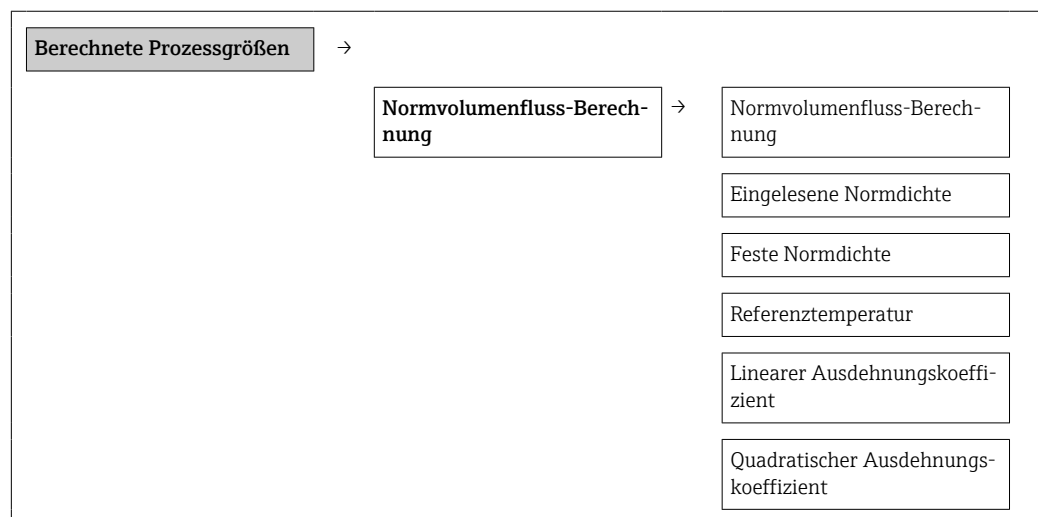 Berechnete Prozessgrößen →
Normvolumenfluss-Berech-
nung
→
Normvolumenfluss-Berech-
nung
Eingelesene Normdichte
Feste Normdichte
Referenztemperatur
Linearer Ausdehnungskoeffi-
zient
Quadratischer Ausdehnungs-
koeffizient